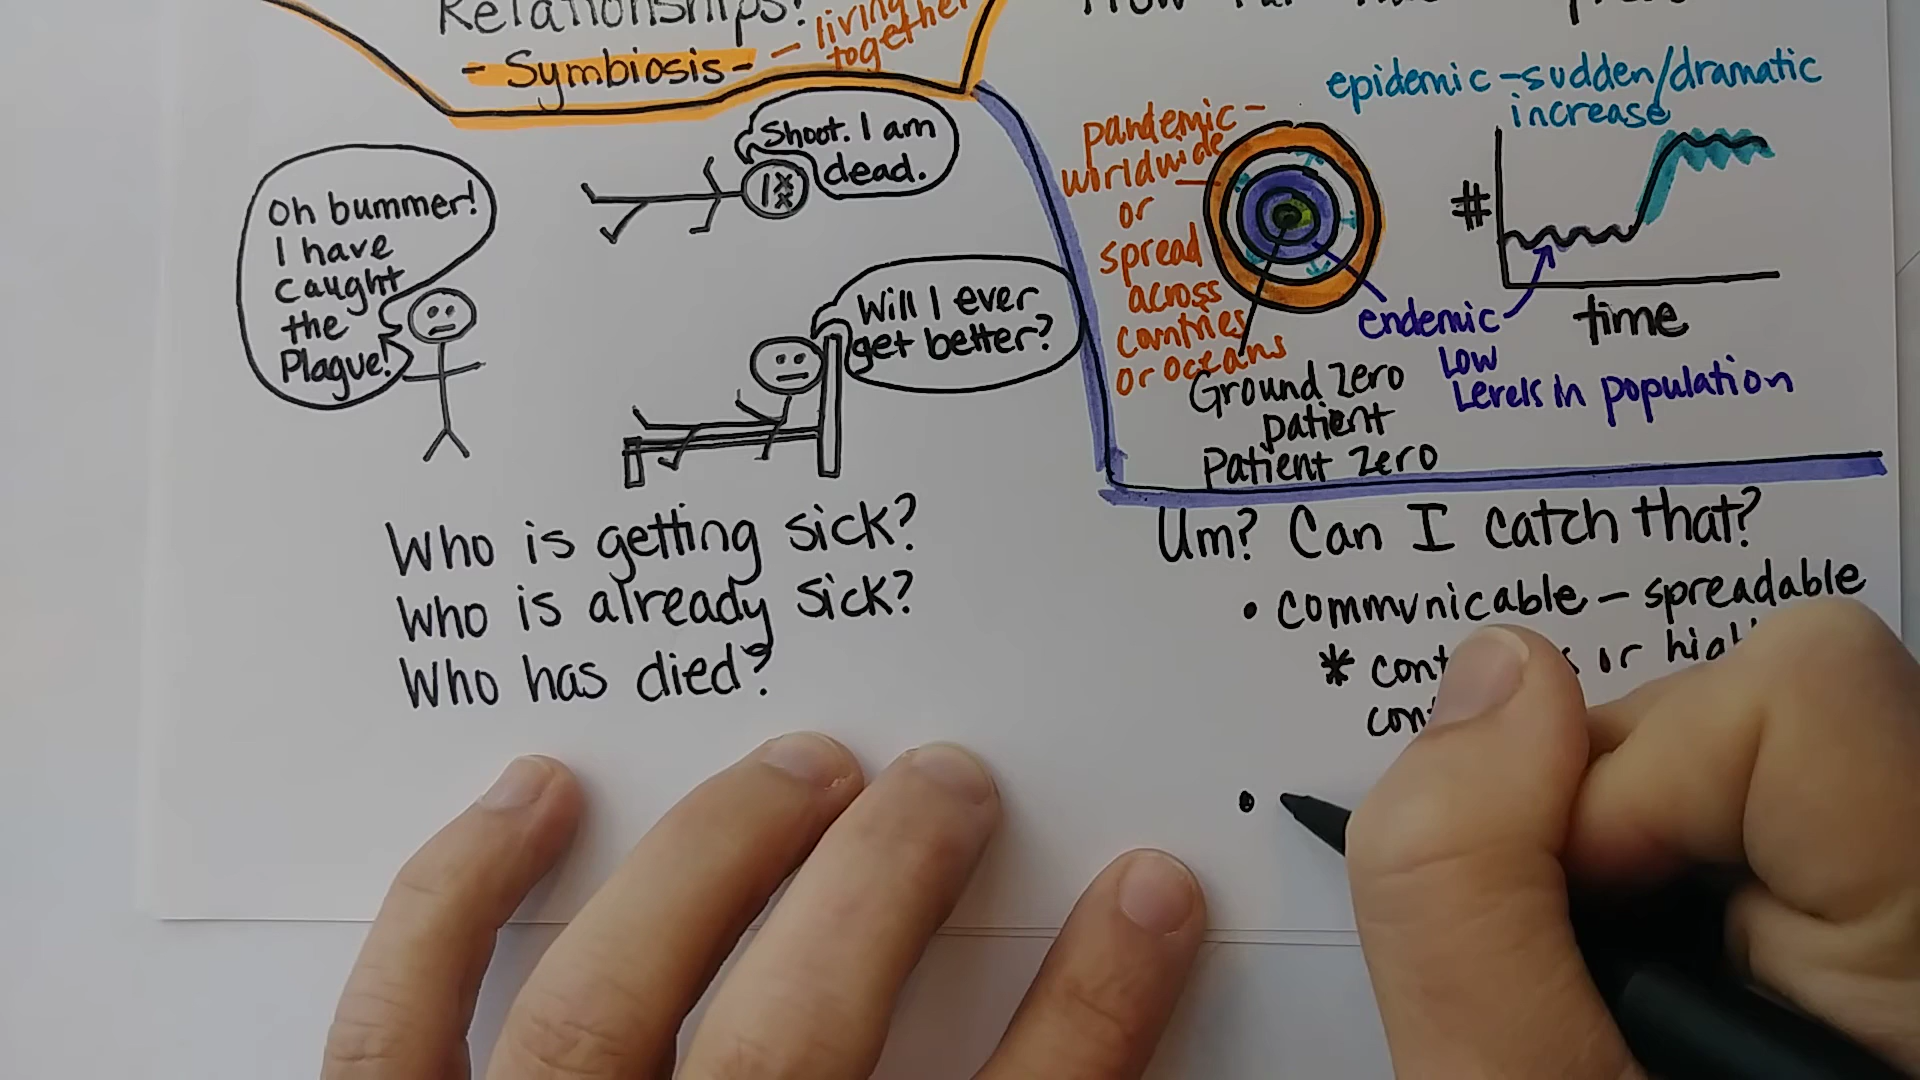 Relationships!
- Symbiosis - - living
together
Oh bummer!
I have
caught
the
Plague!
Shoot. I am
dead.
Will I ever
get better?
Who is getting sick?
Who is already sick?
Who has died?
epidemic - sudden/dramatic
increase
pandemic -
worldwide
or
spread
across
countries
or oceans
#
time
endemic
Low
Levels in population
Ground Zero
patient
Patient Zero
Um? Can I catch that?
• communicable - spreadable
* or
•